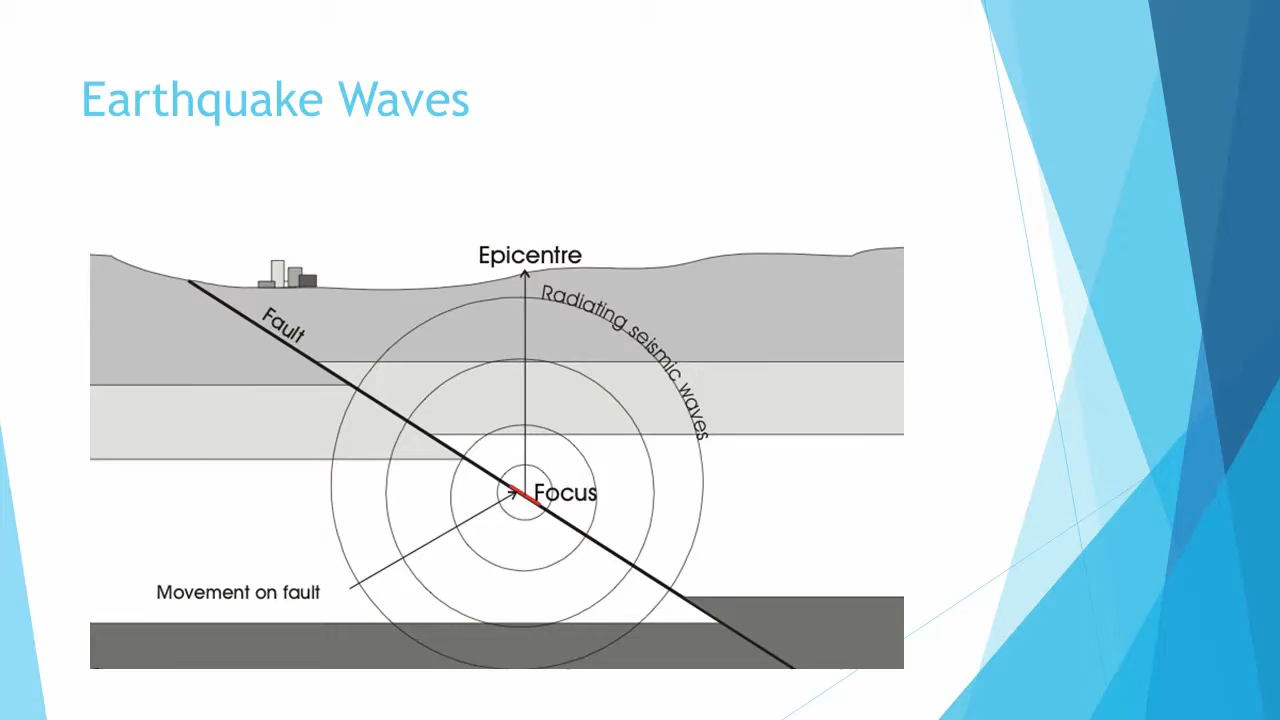 Earthquake Waves
Epicentre
Radiating seismic waves
Fault
Focus
Movement on fault